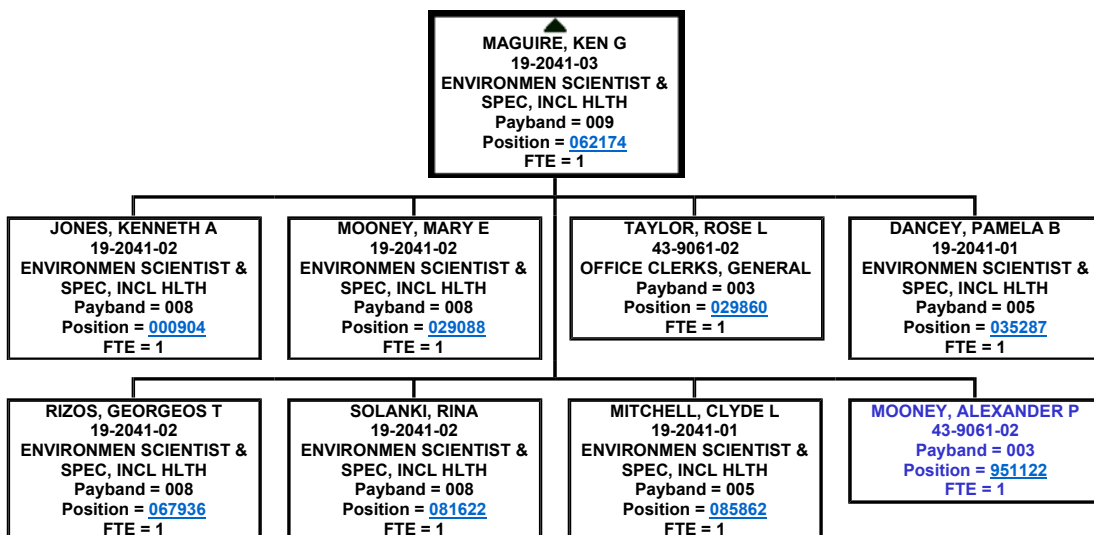 MAGUIRE, KEN G
19-2041-03
ENVIRONMEN SCIENTIST &
SPEC, INCL HLTH
Payband = 009
Position = 062174
FTE = 1
JONES, KENNETH A
19-2041-02
ENVIRONMEN SCIENTIST &
SPEC, INCL HLTH
Payband = 008
Position = 000904
FTE = 1
MOONEY, MARY E
19-2041-02
ENVIRONMEN SCIENTIST &
SPEC, INCL HLTH
Payband = 008
Position = 029088
FTE = 1
TAYLOR, ROSE L
43-9061-02
OFFICE CLERKS, GENERAL
Payband = 003
Position = 029860
FTE = 1
DANCEY, PAMELA B
19-2041-01
ENVIRONMEN SCIENTIST &
SPEC, INCL HLTH
Payband = 005
Position = 035287
FTE = 1
RIZOS, GEORGEOS T
19-2041-02
ENVIRONMEN SCIENTIST &
SPEC, INCL HLTH
Payband = 008
Position = 067936
FTE = 1
SOLANKI, RINA
19-2041-02
ENVIRONMEN SCIENTIST &
SPEC, INCL HLTH
Payband = 008
Position = 081622
FTE = 1
MITCHELL, CLYDE L
19-2041-01
ENVIRONMEN SCIENTIST &
SPEC, INCL HLTH
Payband = 005
Position = 085862
FTE = 1
MOONEY, ALEXANDER P
43-9061-02
Payband = 003
Position = 951122
FTE = 1